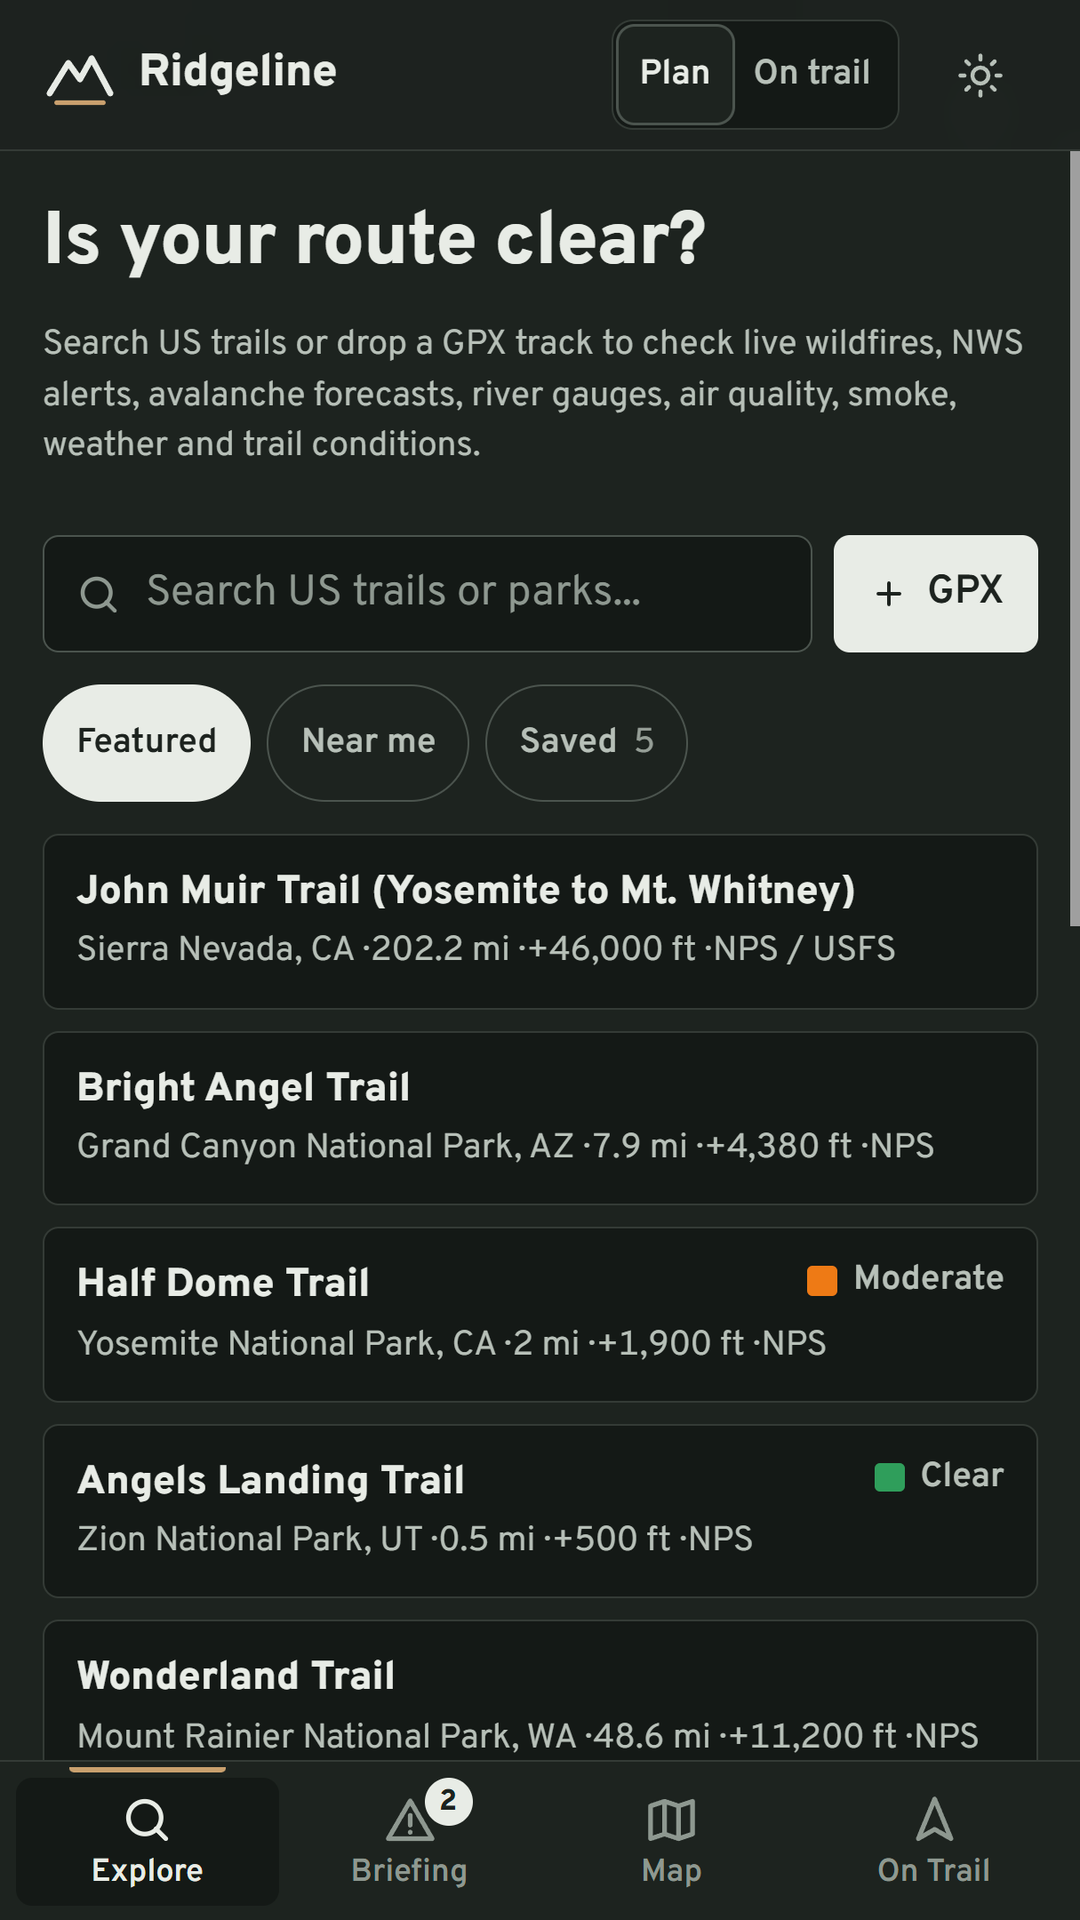 Ridgeline
Plan
On trail
Is your route clear?
Search US trails or drop a GPX track to check live wildfires, NWS
alerts, avalanche forecasts, river gauges, air quality, smoke,
weather and trail conditions.
Search US trails or parks...
+ GPX
Featured
Near me
Saved 5
John Muir Trail (Yosemite to Mt. Whitney)
Sierra Nevada, CA ·202.2 mi ·+46,000 ft ·NPS / USFS
Bright Angel Trail
Grand Canyon National Park, AZ ·7.9 mi ·+4,380 ft ·NPS
Half Dome Trail
Moderate
Yosemite National Park, CA ·2 mi ·+1,900 ft ·NPS
Angels Landing Trail
Clear
Zion National Park, UT ·0.5 mi ·+500 ft ·NPS
Wonderland Trail
Mount Rainier National Park, WA ·48.6 mi ·+11,200 ft ·NPS
Explore
2
Briefing
Map
On Trail